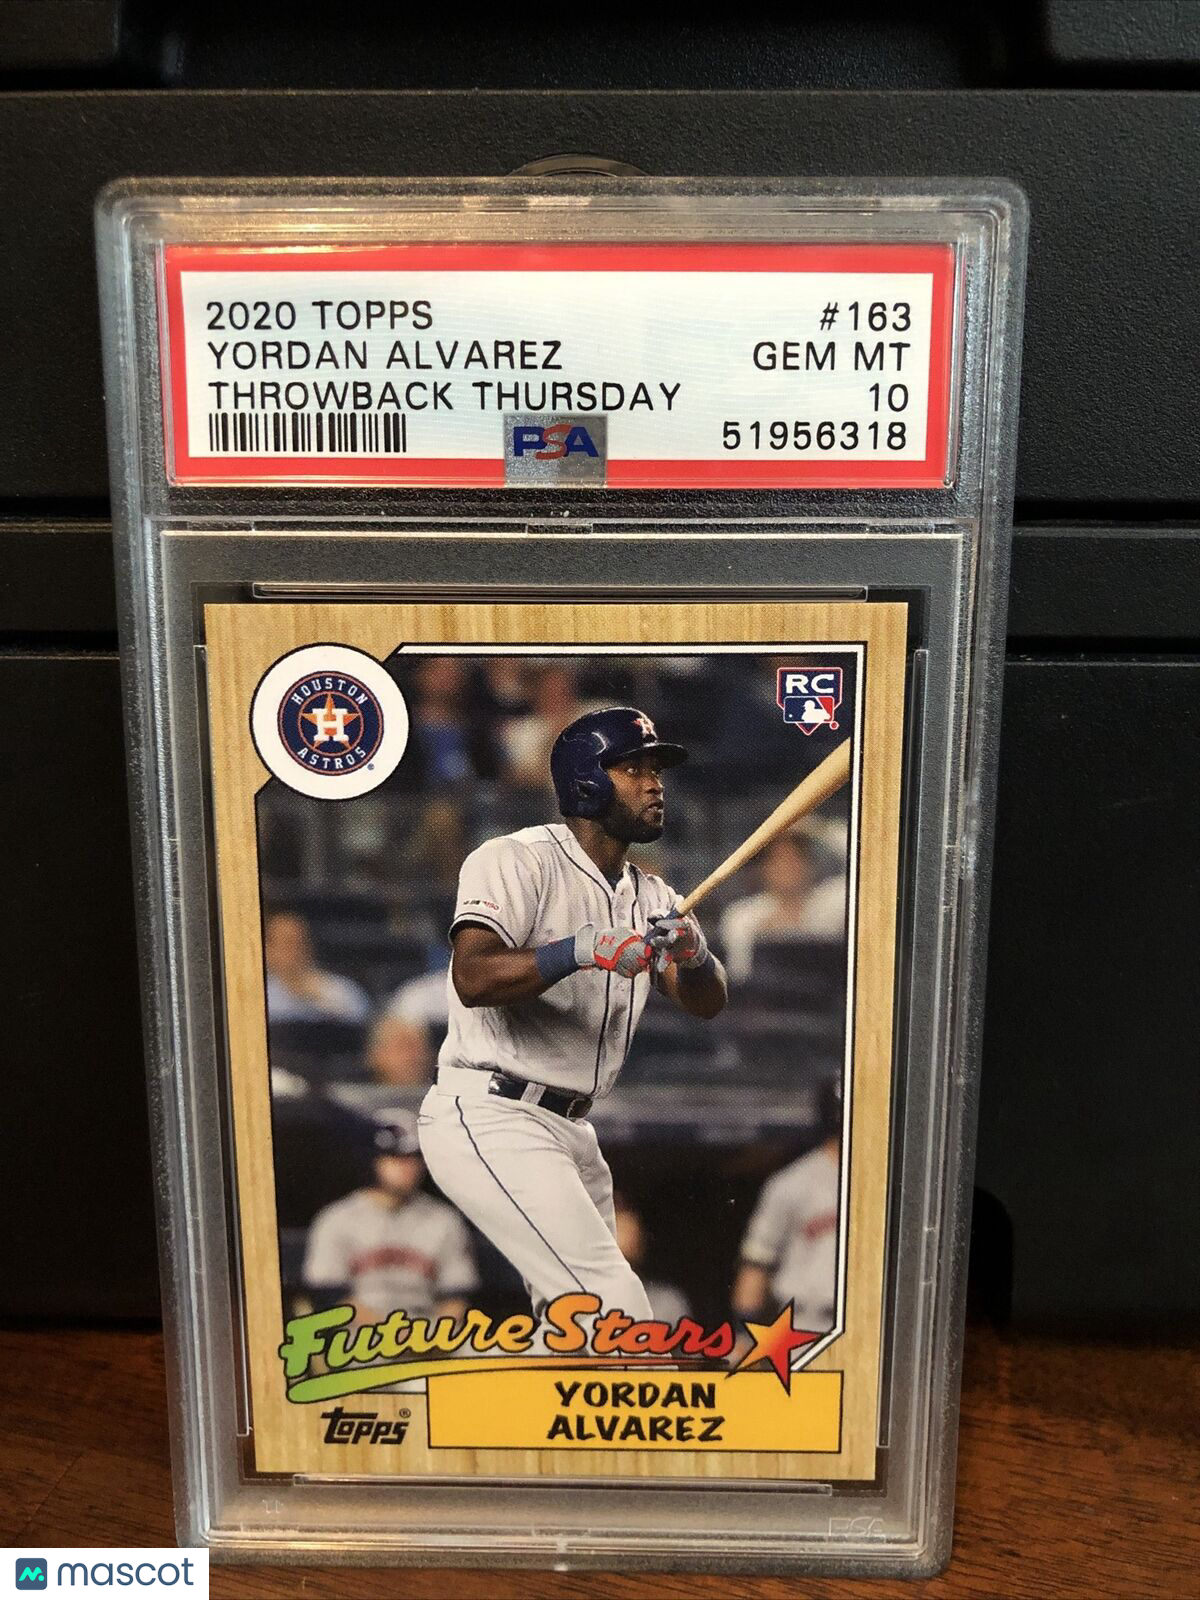 2020 TOPPS #163
YORDAN ALVAREZ GEM MT
THROWBACK THURSDAY 10
PSA 51956318
HOUSTON
H
ASTROS
RC
Future Stars
YORDAN
ALVAREZ
Topps®
PSA
mascot